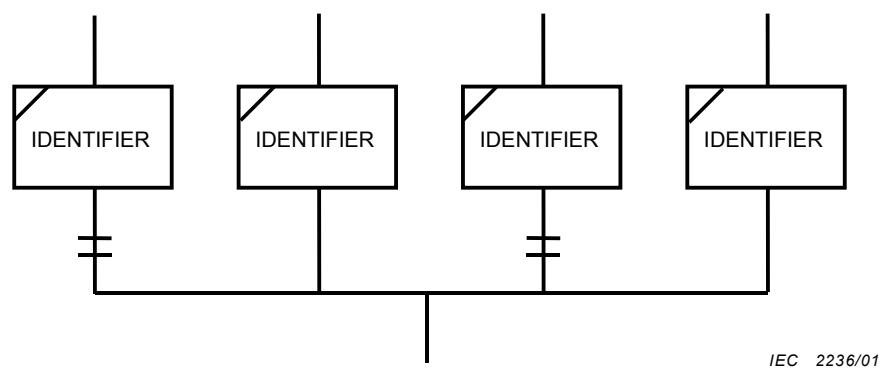 IDENTIFIER IDENTIFIER IDENTIFIER IDENTIFIER
IEC 2236/01